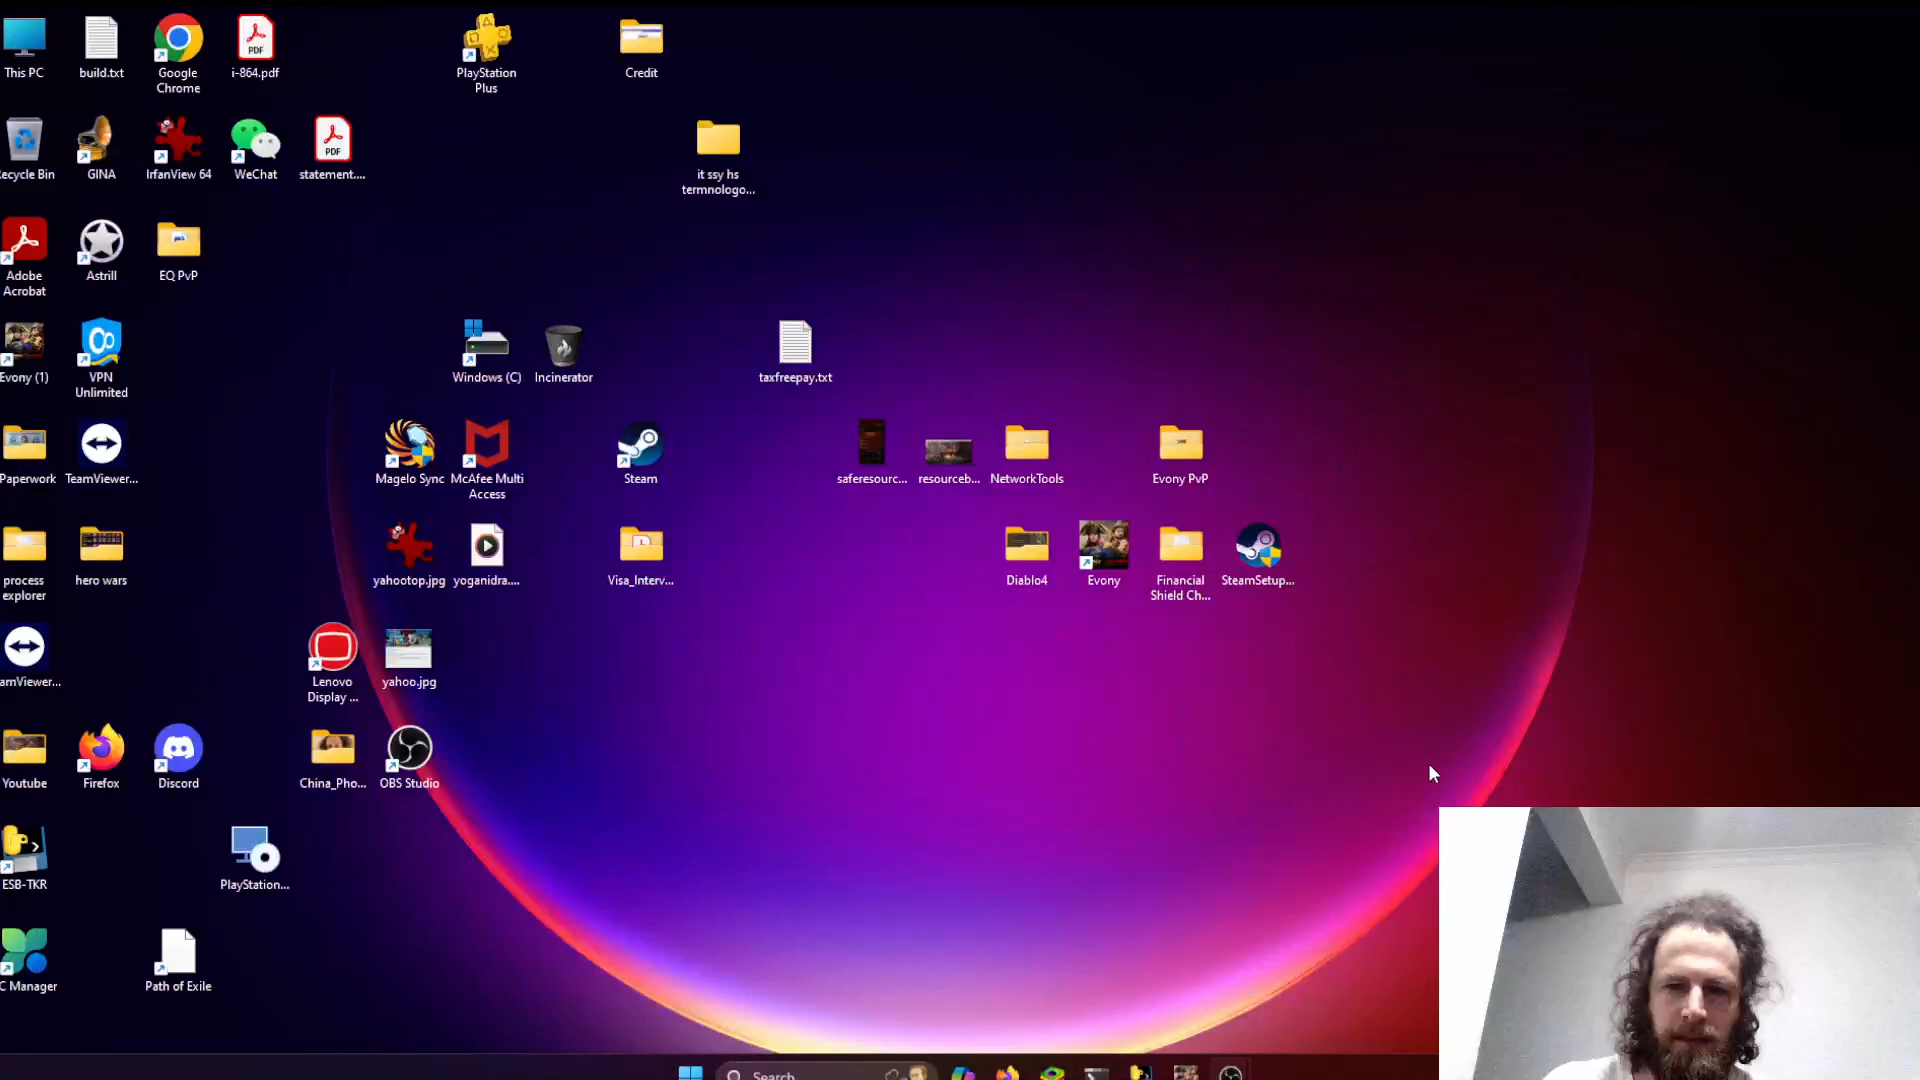 This PC
build.txt
Google
Chrome
i-864.pdf
PlayStation
Plus
Credit
ecycle Bin
GINA
IrfanView 64
WeChat
statement....
it ssy hs
termnologo...
Adobe
Acrobat
Astrill
EQ PvP
Evony (1)
VPN
Unlimited
Windows (C)
Incinerator
taxfreepay.txt
Paperwork
TeamViewer...
Magelo Sync
McAfee Multi
Access
Steam
saferesourc...
resourceb...
NetworkTools
Evony PvP
process
explorer
hero wars
yahootop.jpg
yoganidra....
Visa_Interv...
Diablo4
Evony
Financial
Shield Ch...
SteamSetup...
amViewer...
Lenovo
Display ...
yahoo.jpg
Youtube
Firefox
Discord
China_Pho...
OBS Studio
ESB-TKR
PlayStation...
C Manager
Path of Exile
Search
PDF
PDF